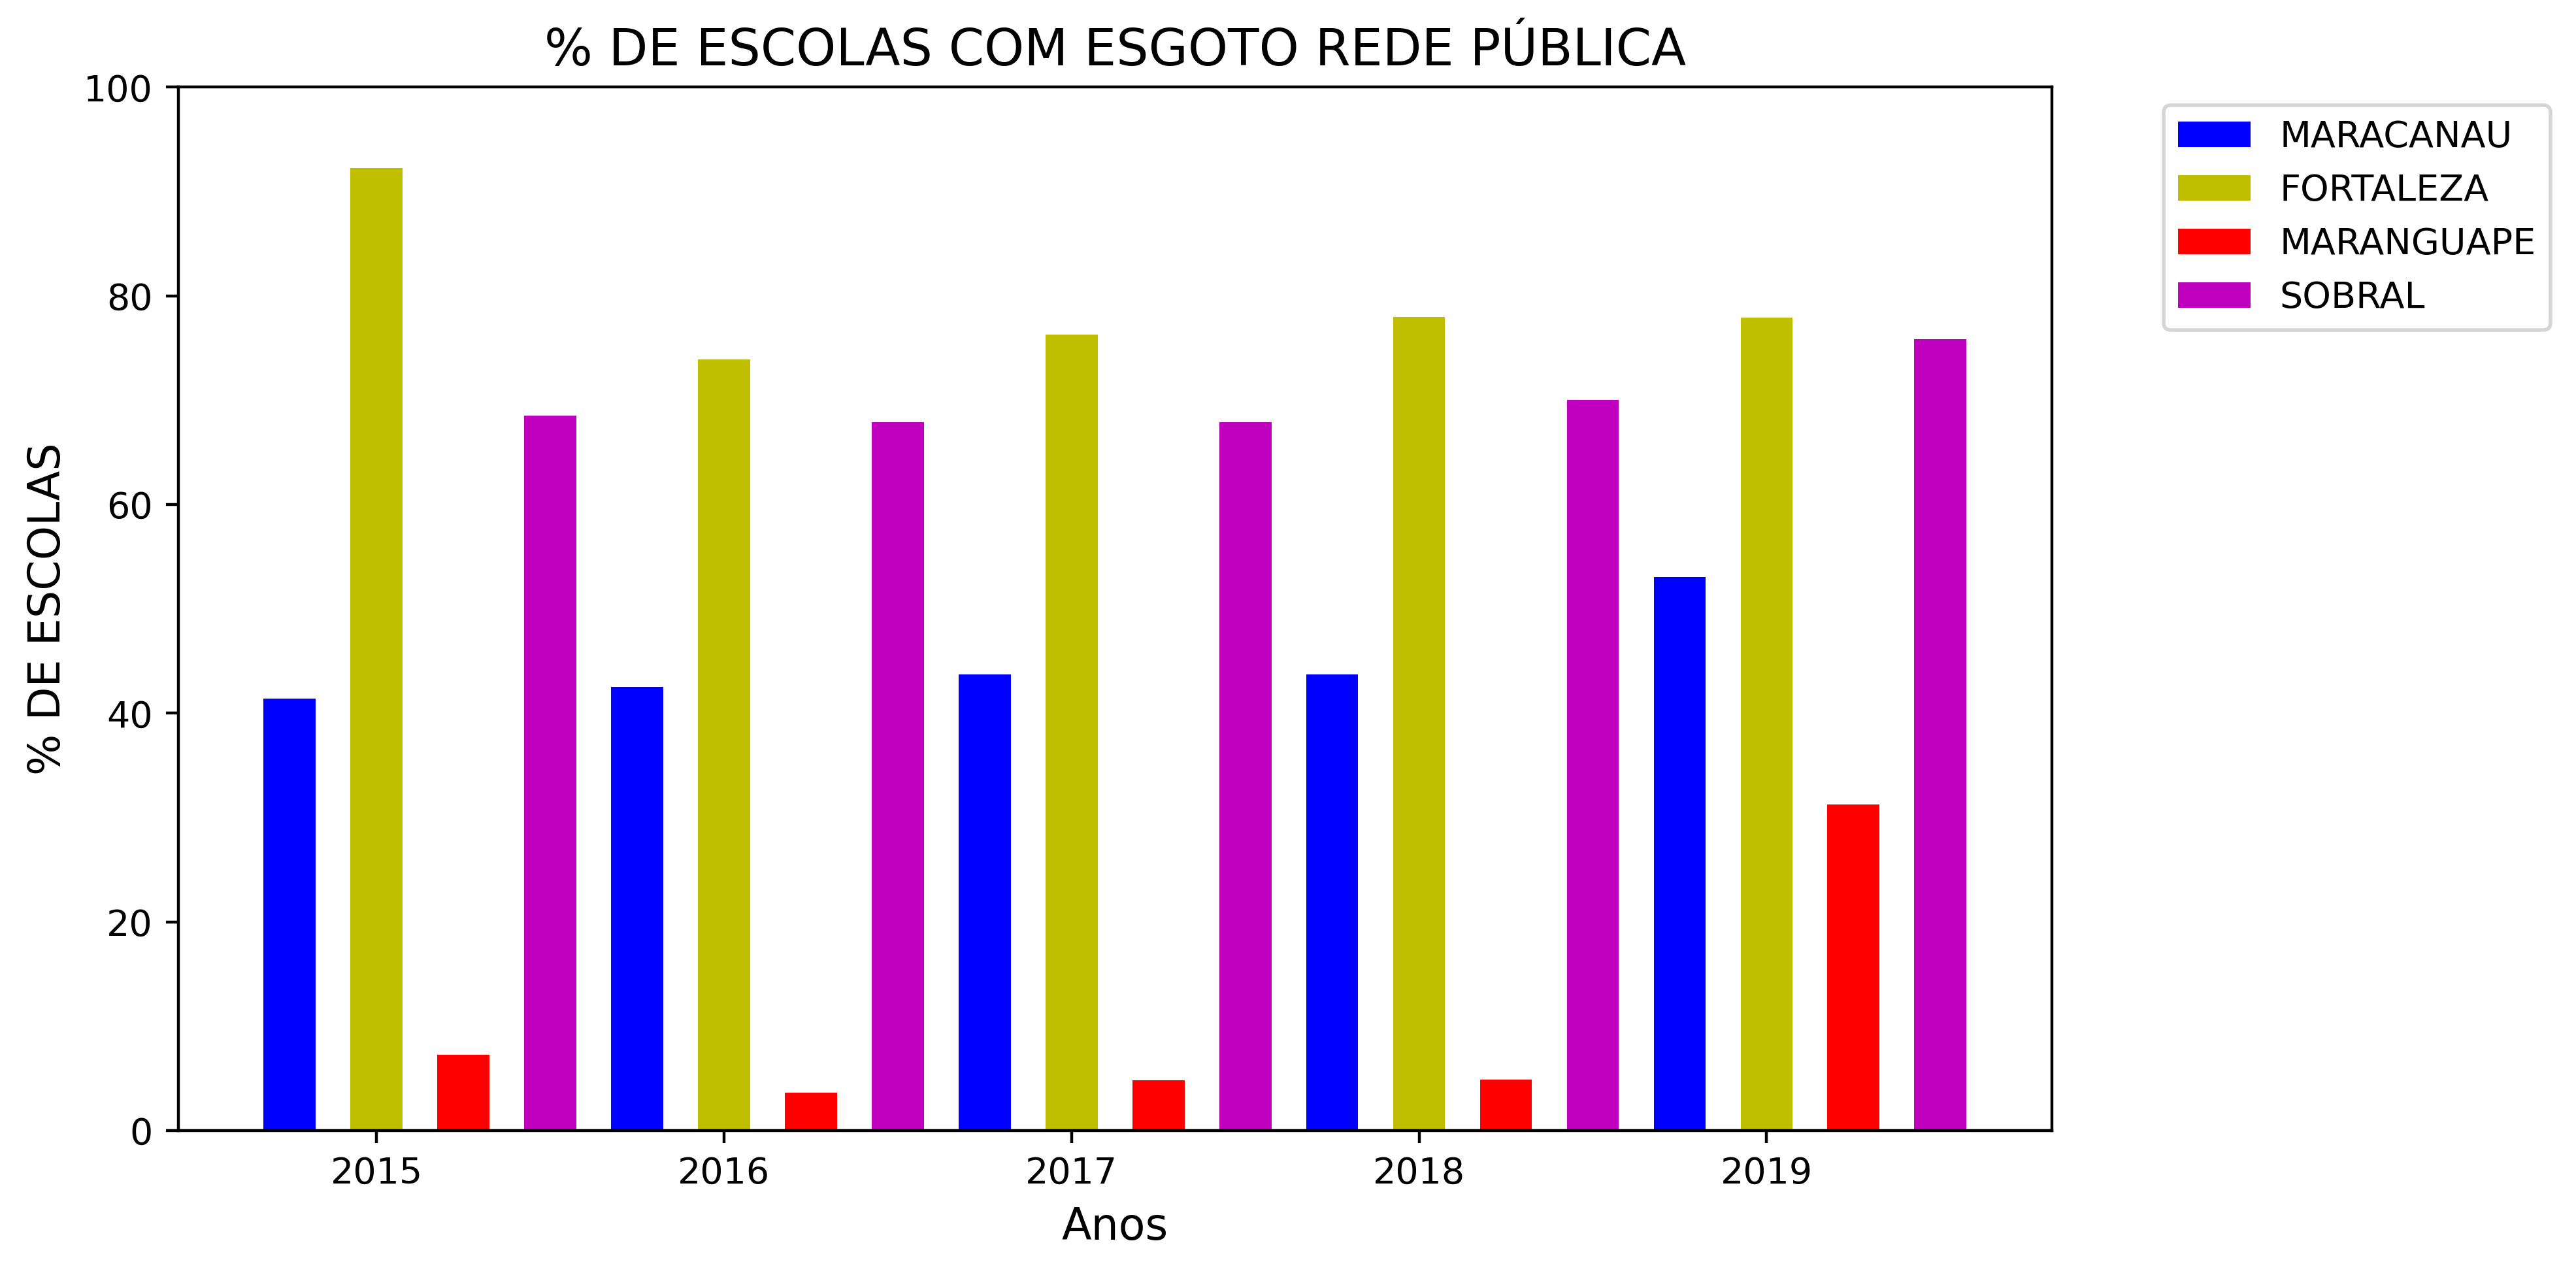 % DE ESCOLAS COM ESGOTO REDE PÚBLICA
100
80
60
40
20
0
% DE ESCOLAS
2015 2016 2017 2018 2019
Anos
MARACANAU
FORTALEZA
MARANGUAPE
SOBRAL